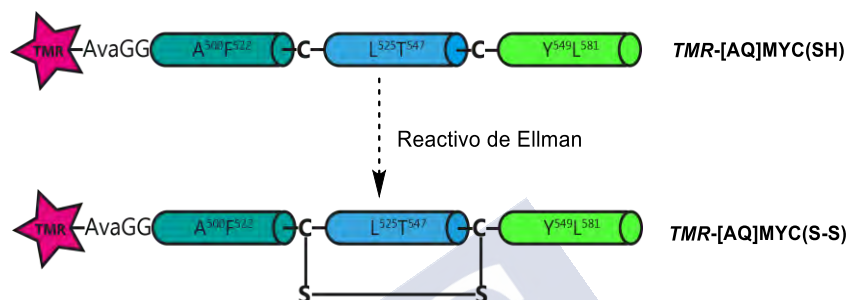 TMR AvaGG A⁵⁰⁰F⁵²² C L⁵²⁵T⁵⁴⁷ C Y⁵⁴⁹L⁵⁸¹ TMR-[AQ]MYC(SH)
Reactivo de Ellman
TMR AvaGG A⁵⁰⁰F⁵²² C L⁵²⁵T⁵⁴⁷ C Y⁵⁴⁹L⁵⁸¹ TMR-[AQ]MYC(S-S)
S S